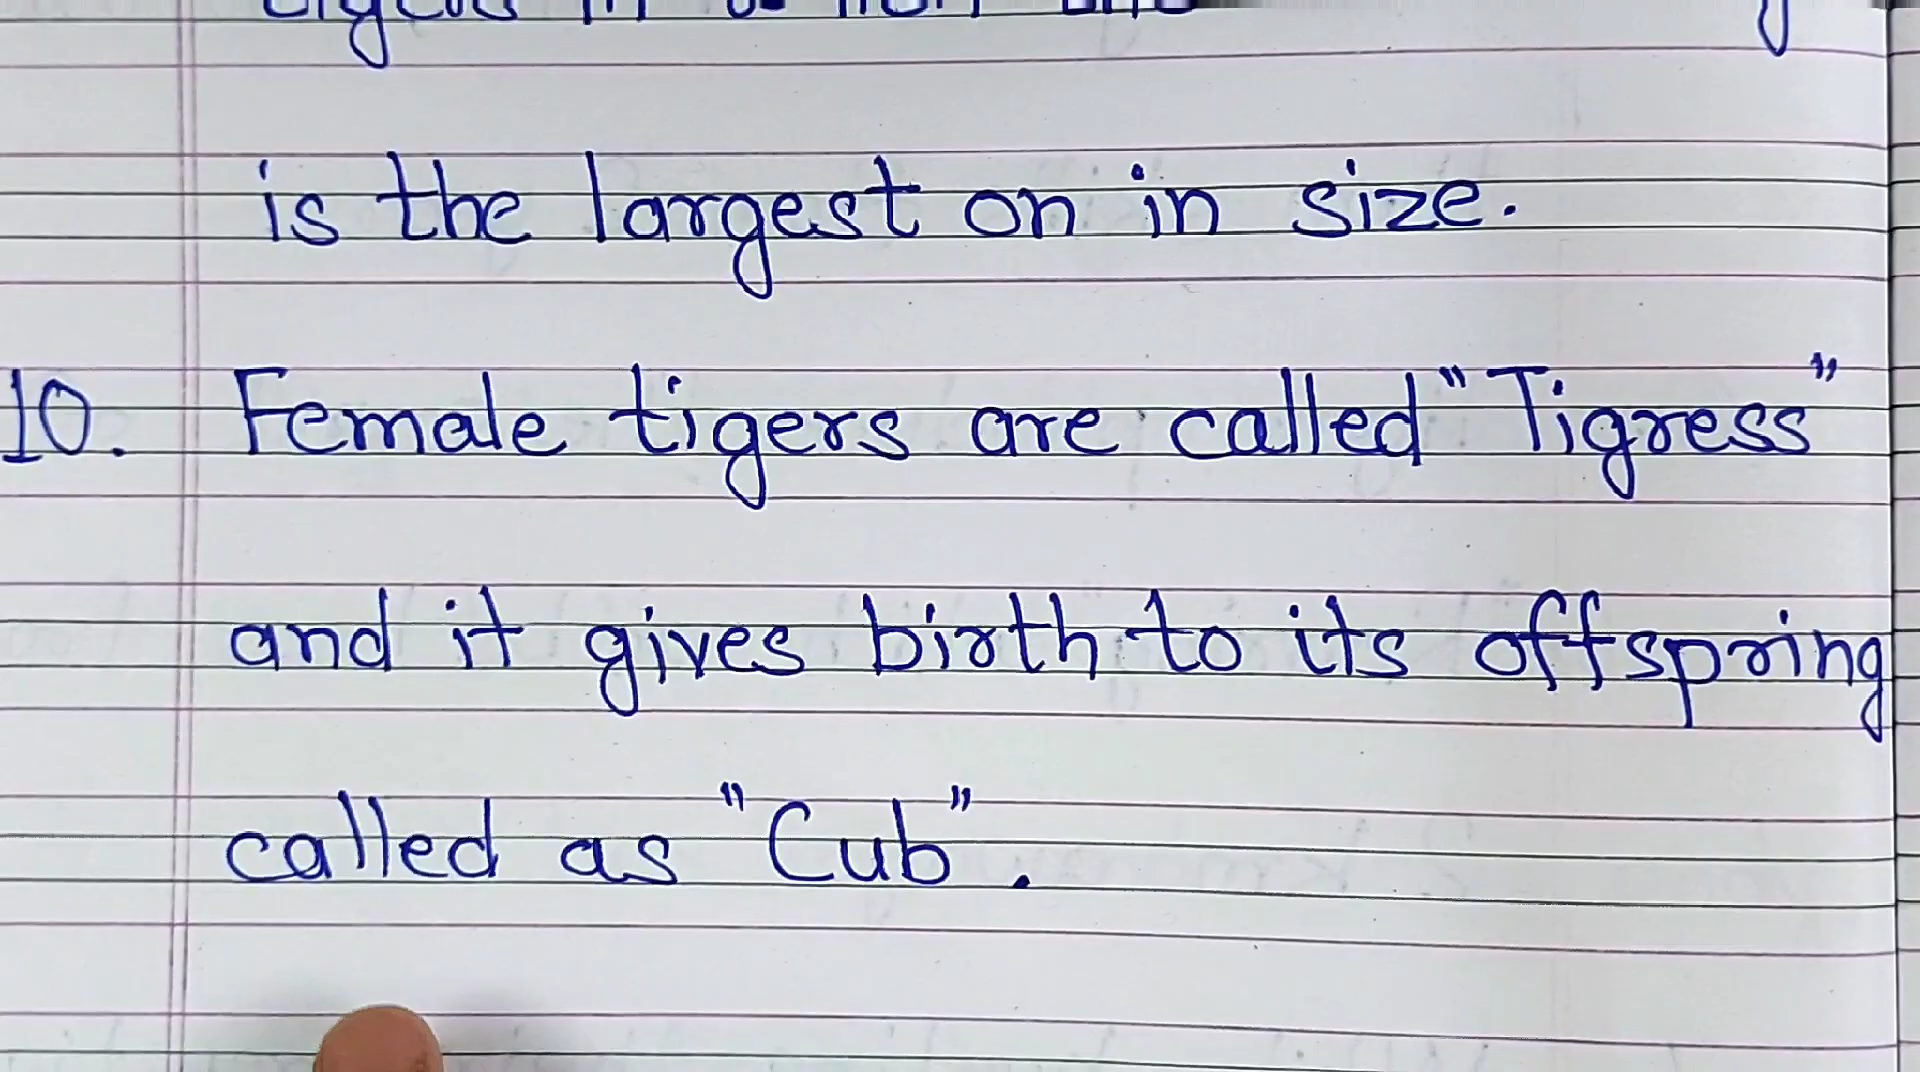 is the largest on in size.
10. Female tigers are called "Tigress"
and it gives birth to its offspring
called as "Cub".